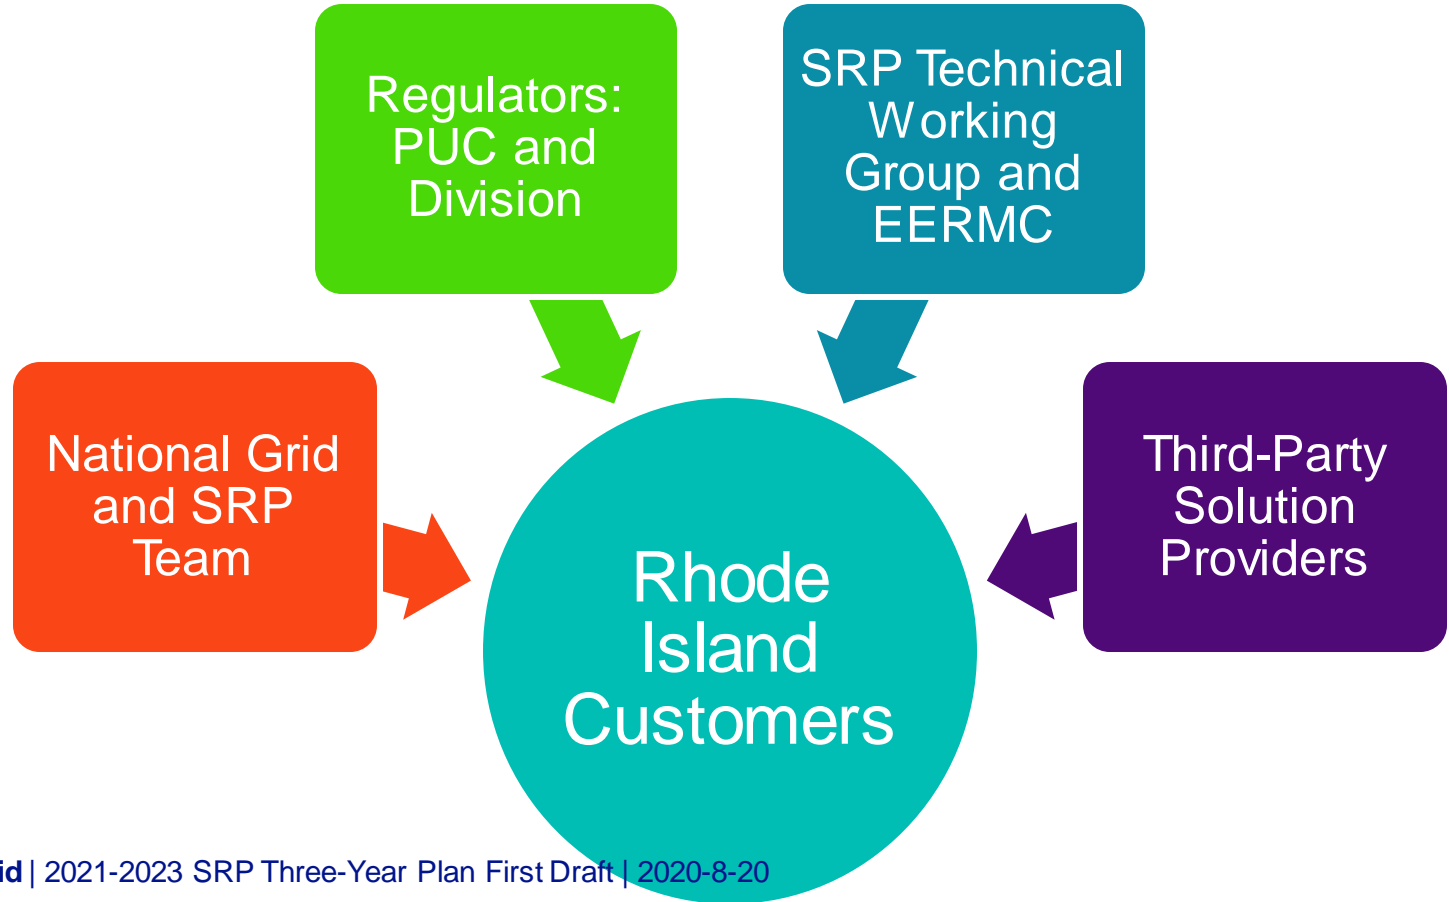 Regulators:
PUC and
Division
SRP Technical
Working
Group and
EERMC
National Grid
and SRP
Team
Third-Party
Solution
Providers
Rhode
Island
Customers
id | 2021-2023 SRP Three-Year Plan First Draft | 2020-8-20